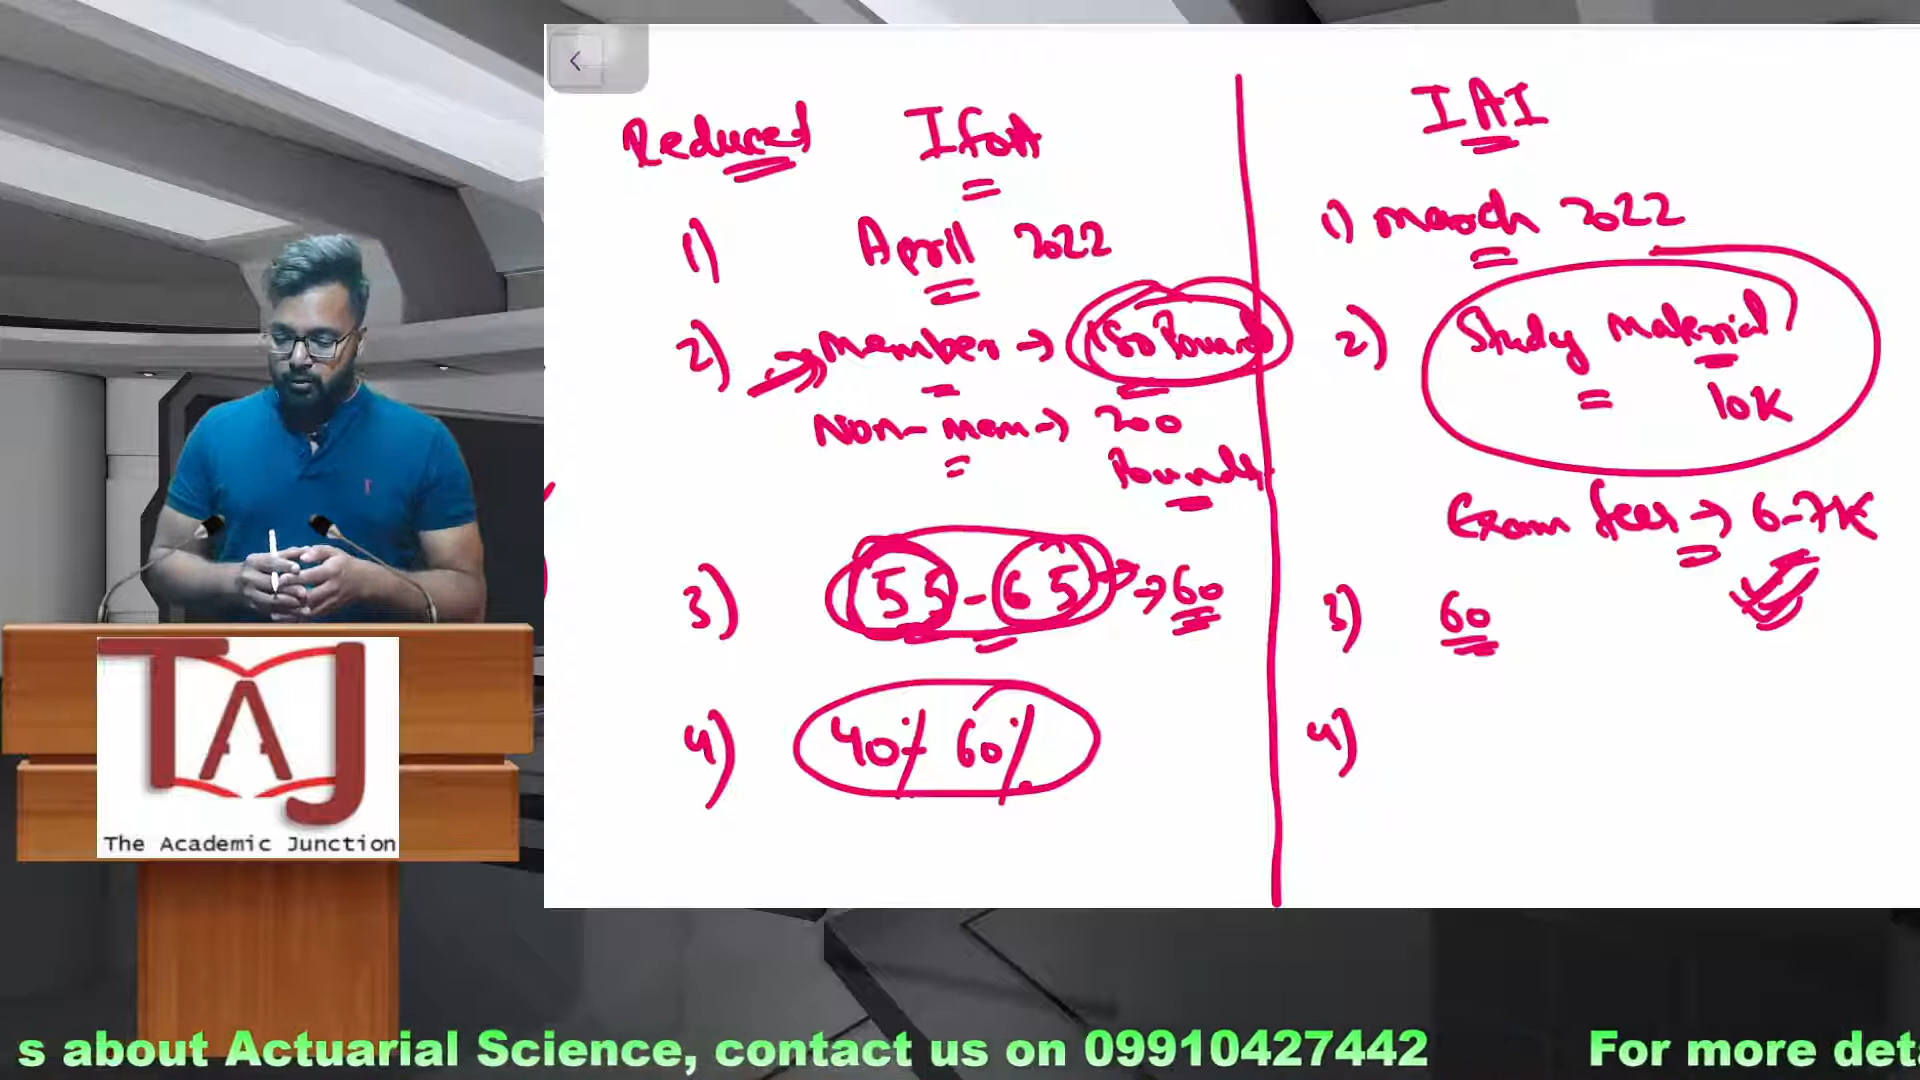 Reduced IFoA
1) April 2022
2) Member → 150 Pounds
Non-mem → 200
Pounds
3) 55 - 65 → → 60
4) 40% 60%
IAI
1) March 2022
2) Study Material
10K
Exam fees → 6-7K
3) 60
4)
TAJ
The Academic Junction
s about Actuarial Science, contact us on 09910427442 For more deta